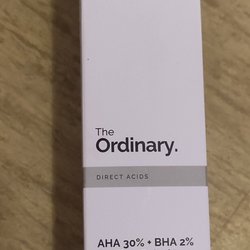 The
Ordinary.
DIRECT ACIDS
AHA 30% + BHA 2%